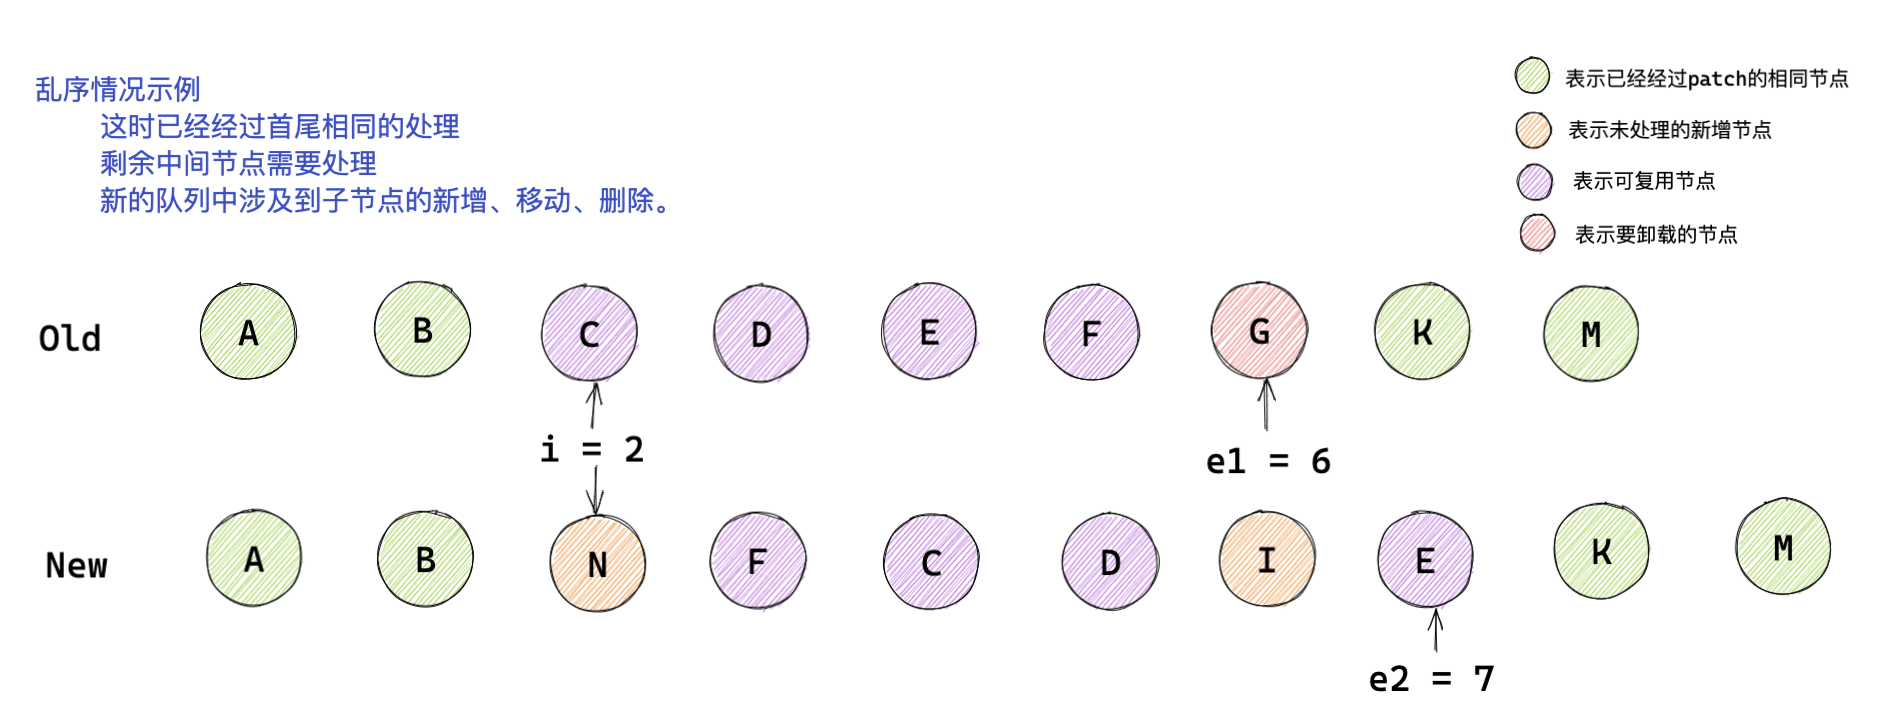 乱序情况示例
这时已经经过首尾相同的处理
剩余中间节点需要处理
新的队列中涉及到子节点的新增、移动、删除。
表示已经经过patch的相同节点
表示未处理的新增节点
表示可复用节点
表示要卸载的节点
Old A B C D E F G K M
i = 2
e1 = 6
New A B N F C D I E K M
e2 = 7